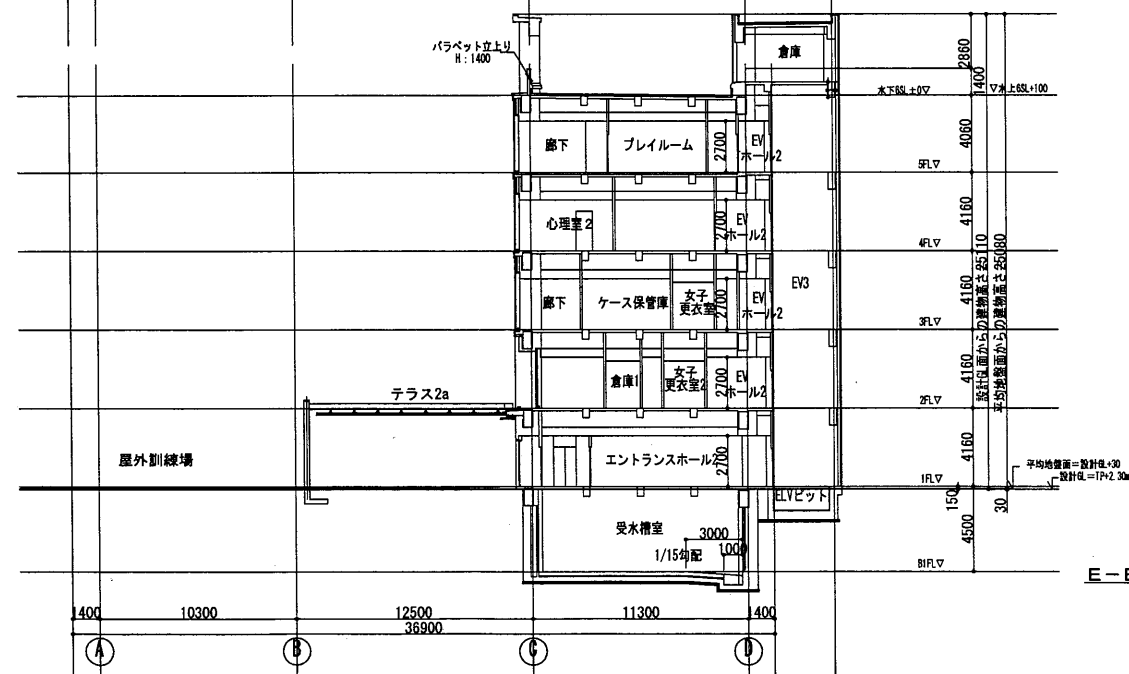 パラペット立上り
H：1400
倉庫
2860
1400
水下6SL±0▽
▽水上6SL+100
廊下
プレイルーム
2700
EV
ホール2
4060
5FL▽
心理室2
2700
EV
ホール2
4160
4FL▽
廊下
ケース保管庫
女子
更衣室
2700
EV
ホール2
EV3
4160
設計GL面からの建物高さ25110
平均地盤面からの建物高さ25080
3FL▽
倉庫1
女子
更衣室2
2700
EV
ホール2
4160
テラス2a
2FL▽
屋外訓練場
エントランスホール2
2700
4160
平均地盤面＝設計GL+30
設計GL＝TP+2.30m
1FL▽
ELVピット
150
30
受水槽室
3000
1000
1/15勾配
4500
B1FL▽
E－E
1400
10300
12500
11300
1400
36900
A
B
C
D